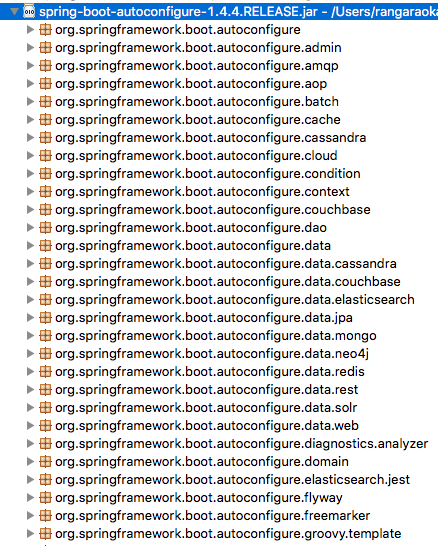 spring-boot-autoconfigure-1.4.4.RELEASE.jar - /Users/rangaraoka
org.springframework.boot.autoconfigure
org.springframework.boot.autoconfigure.admin
org.springframework.boot.autoconfigure.amqp
org.springframework.boot.autoconfigure.aop
org.springframework.boot.autoconfigure.batch
org.springframework.boot.autoconfigure.cache
org.springframework.boot.autoconfigure.cassandra
org.springframework.boot.autoconfigure.cloud
org.springframework.boot.autoconfigure.condition
org.springframework.boot.autoconfigure.context
org.springframework.boot.autoconfigure.couchbase
org.springframework.boot.autoconfigure.dao
org.springframework.boot.autoconfigure.data
org.springframework.boot.autoconfigure.data.cassandra
org.springframework.boot.autoconfigure.data.couchbase
org.springframework.boot.autoconfigure.data.elasticsearch
org.springframework.boot.autoconfigure.data.jpa
org.springframework.boot.autoconfigure.data.mongo
org.springframework.boot.autoconfigure.data.neo4j
org.springframework.boot.autoconfigure.data.redis
org.springframework.boot.autoconfigure.data.rest
org.springframework.boot.autoconfigure.data.solr
org.springframework.boot.autoconfigure.data.web
org.springframework.boot.autoconfigure.diagnostics.analyzer
org.springframework.boot.autoconfigure.domain
org.springframework.boot.autoconfigure.elasticsearch.jest
org.springframework.boot.autoconfigure.flyway
org.springframework.boot.autoconfigure.freemarker
org.springframework.boot.autoconfigure.groovy.template